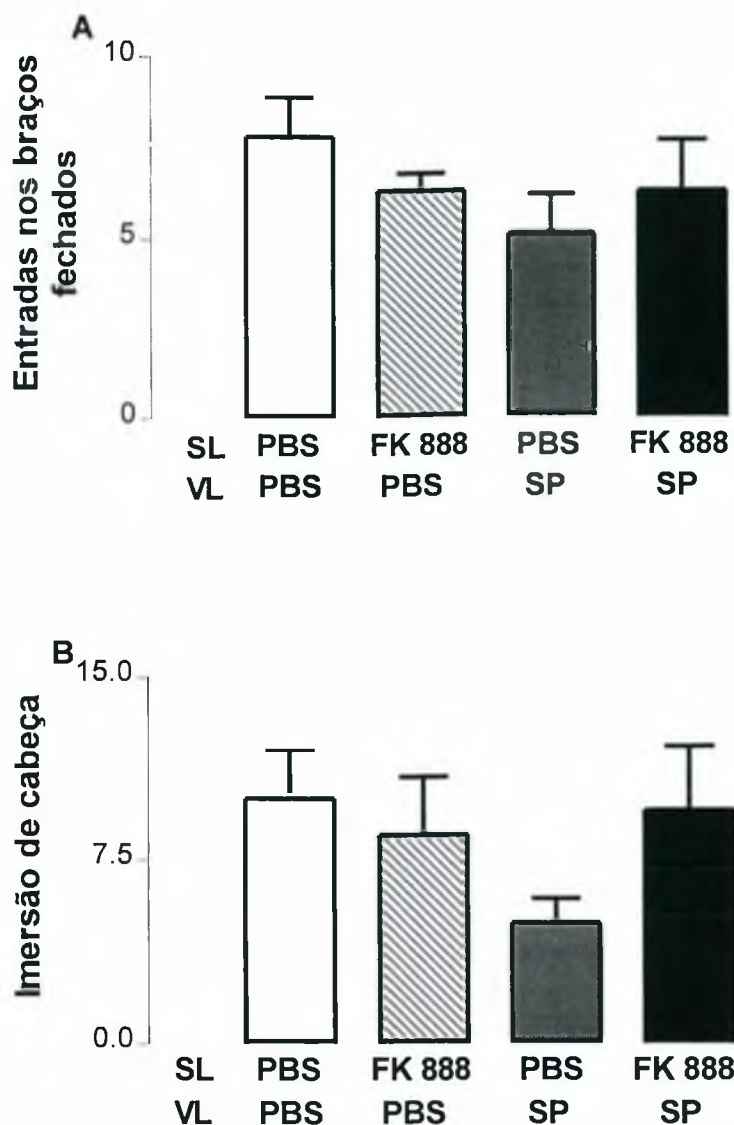 A
Entradas nos braços
fechados
10
5
0
SL PBS FK 888 PBS FK 888
VL PBS PBS SP SP
B
Imersão de cabeça
15.0
7.5
0.0
SL PBS FK 888 PBS FK 888
VL PBS PBS SP SP